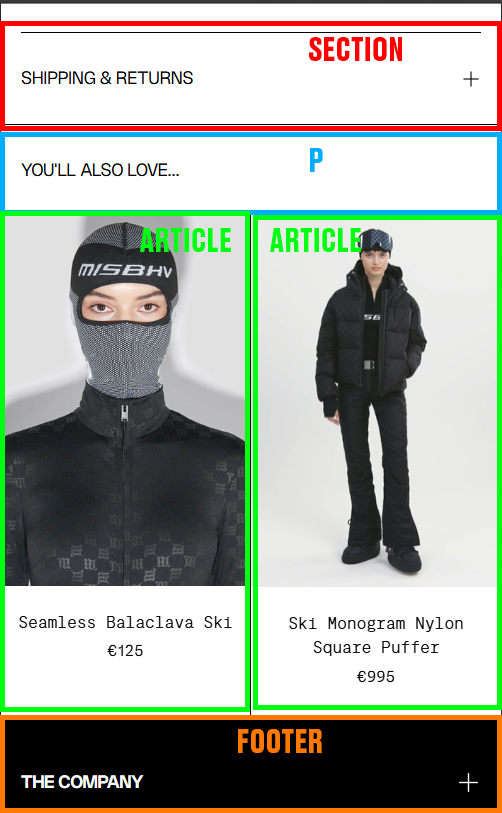 SECTION
SHIPPING & RETURNS
P
YOU'LL ALSO LOVE...
ARTICLE
ARTICLE
MISBHV
SB
Seamless Balaclava Ski
€125
Ski Monogram Nylon
Square Puffer
€995
FOOTER
THE COMPANY